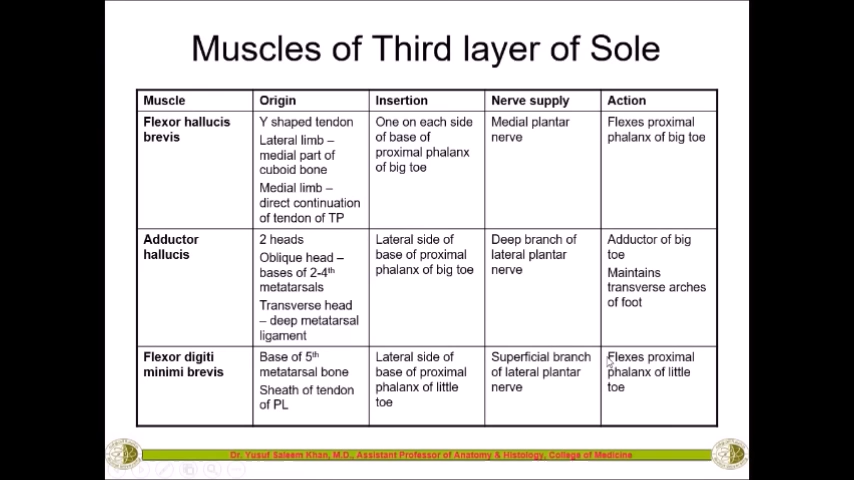 Muscles of Third layer of Sole
Muscle Origin Insertion Nerve supply Action
Flexor hallucis
brevis
Y shaped tendon
Lateral limb –
medial part of
cuboid bone
Medial limb –
direct continuation
of tendon of TP
One on each side
of base of
proximal phalanx
of big toe
Medial plantar
nerve
Flexes proximal
phalanx of big toe
Adductor
hallucis
2 heads
Oblique head –
bases of 2-4th
metatarsals
Transverse head
– deep metatarsal
ligament
Lateral side of
base of proximal
phalanx of big toe
Deep branch of
lateral plantar
nerve
Adductor of big
toe
Maintains
transverse arches
of foot
Flexor digiti
minimi brevis
Base of 5th
metatarsal bone
Sheath of tendon
of PL
Lateral side of
base of proximal
phalanx of little
toe
Superficial branch
of lateral plantar
nerve
Flexes proximal
phalanx of little
toe
Dr. Yusuf Saleem Khan, M.D., Assistant Professor of Anatomy & Histology, College of Medicine